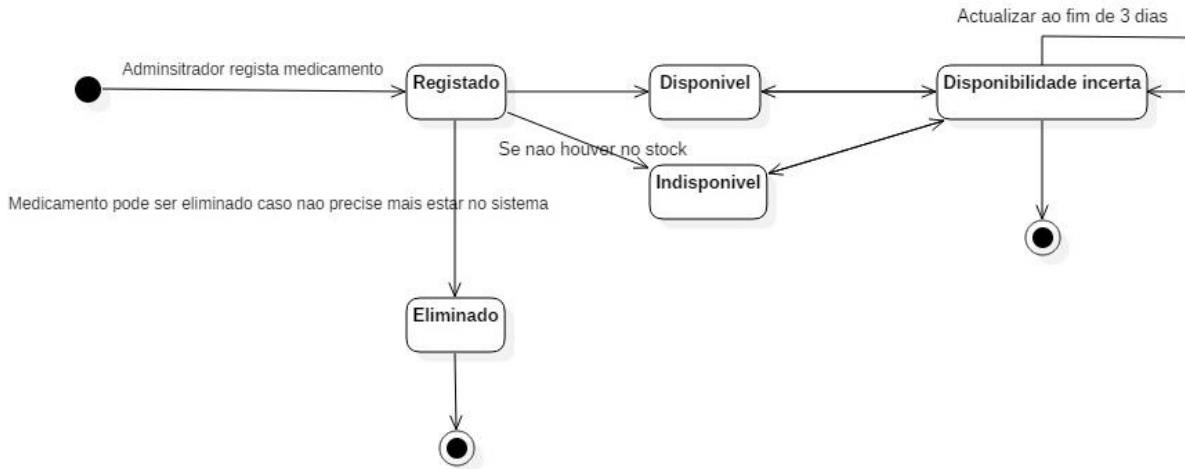 Actualizar ao fim de 3 dias
Adminsitrador regista medicamento
Registado
Disponivel
Disponibilidade incerta
Se nao houver no stock
Indisponivel
Medicamento pode ser eliminado caso nao precise mais estar no sistema
Eliminado